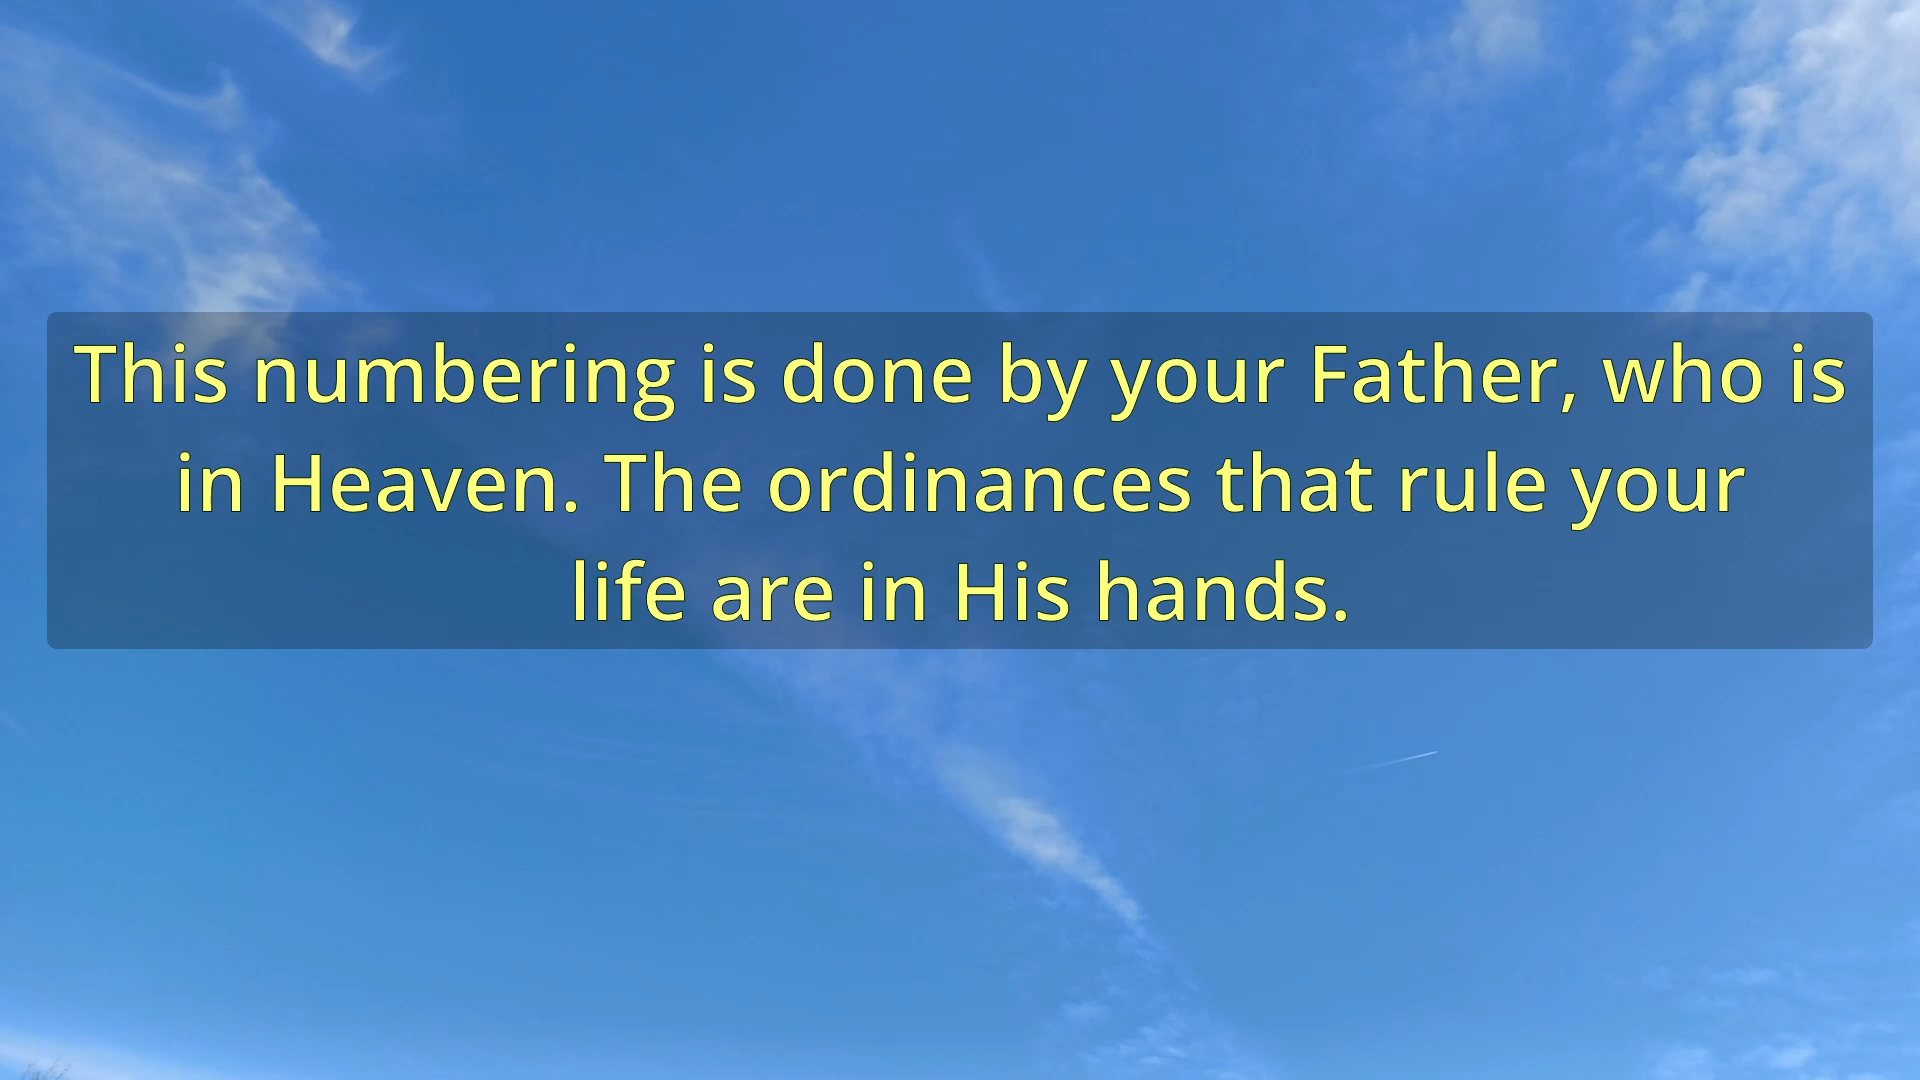 This numbering is done by your Father, who is
in Heaven. The ordinances that rule your
life are in His hands.